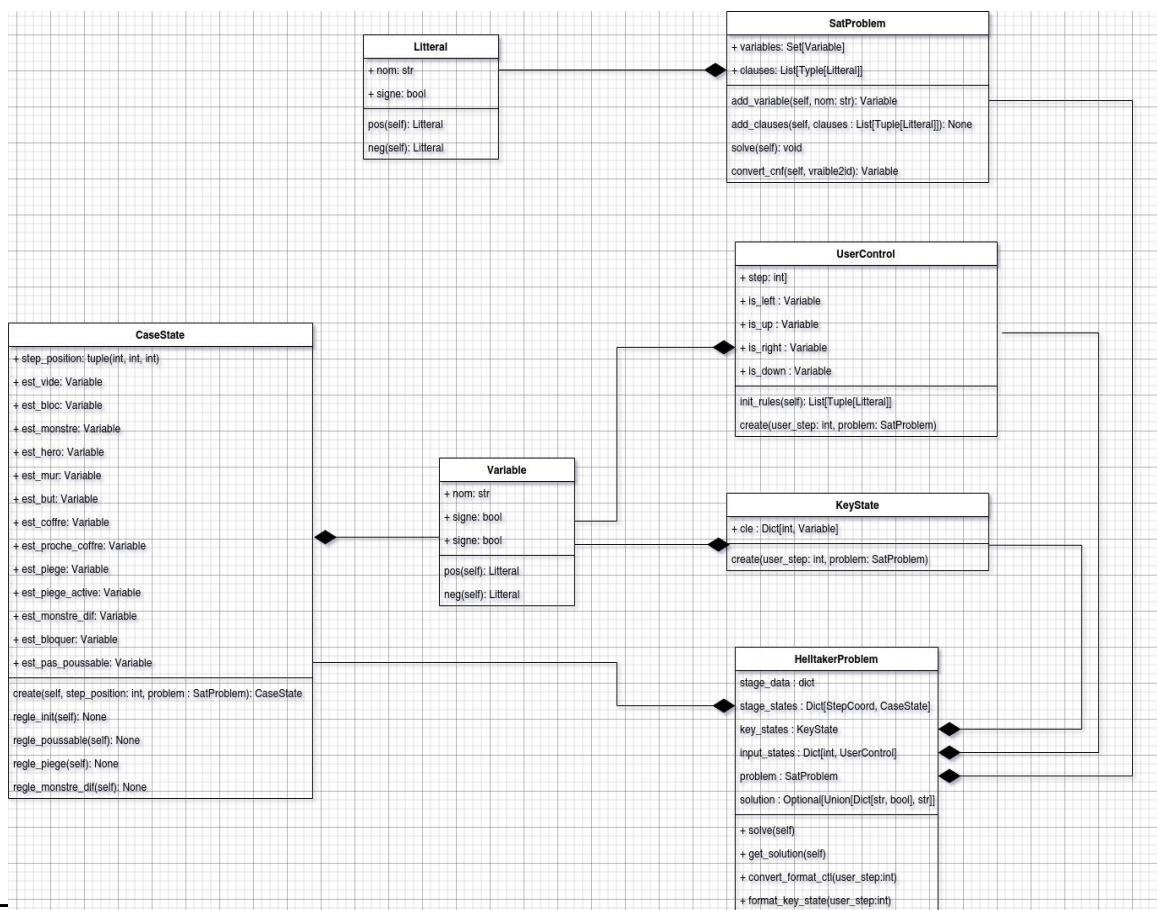 Litteral
+ nom: str
+ signe: bool
pos(self): Litteral
neg(self): Litteral
SatProblem
+ variables: Set[Variable]
+ clauses: List[Typle[Litteral]]
add_variable(self, nom: str): Variable
add_clauses(self, clauses : List[Tuple[Litteral]]): None
solve(self): void
convert_cnf(self, vraible2id): Variable
UserControl
+ step: int]
+ is_left : Variable
+ is_up : Variable
+ is_right : Variable
+ is_down : Variable
init_rules(self): List[Tuple[Litteral]]
create(user_step: int, problem: SatProblem)
CaseState
+ step_position: tuple(int, int, int)
+ est_vide: Variable
+ est_bloc: Variable
+ est_monstre: Variable
+ est_hero: Variable
+ est_mur: Variable
+ est_but: Variable
+ est_coffre: Variable
+ est_proche_coffre: Variable
+ est_piege: Variable
+ est_piege_active: Variable
+ est_monstre_dif: Variable
+ est_bloquer: Variable
+ est_pas_poussable: Variable
create(self, step_position: int, problem : SatProblem): CaseState
regle_init(self): None
regle_poussable(self): None
regle_piege(self): None
regle_monstre_dif(self): None
Variable
+ nom: str
+ signe: bool
+ signe: bool
pos(self): Litteral
neg(self): Litteral
KeyState
+ cle : Dict[int, Variable]
create(user_step: int, problem: SatProblem)
HelltakerProblem
stage_data : dict
stage_states : Dict[StepCoord, CaseState]
key_states : KeyState
input_states : Dict[int, UserControl]
problem : SatProblem
solution : Optional[Union[Dict[str, bool], str]]
+ solve(self)
+ get_solution(self)
+ convert_format_ctl(user_step:int)
+ format_key_state(user_step:int)